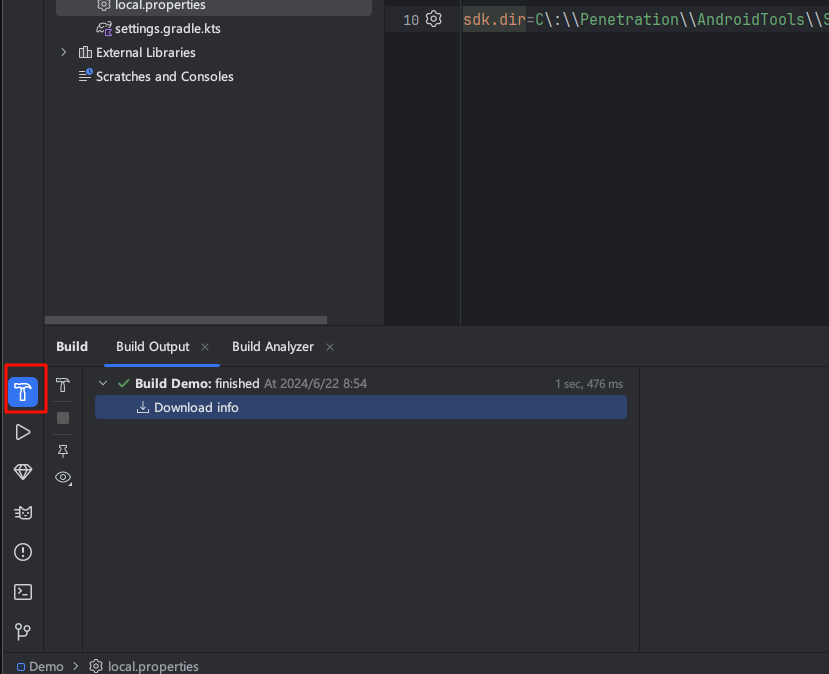 local.properties
settings.gradle.kts
External Libraries
Scratches and Consoles
10 sdk.dir=C\:\\Penetration\\AndroidTools\\S
Build Build Output Build Analyzer
Build Demo: finished At 2024/6/22 8:54 1 sec, 476 ms
Download info
Demo > local.properties